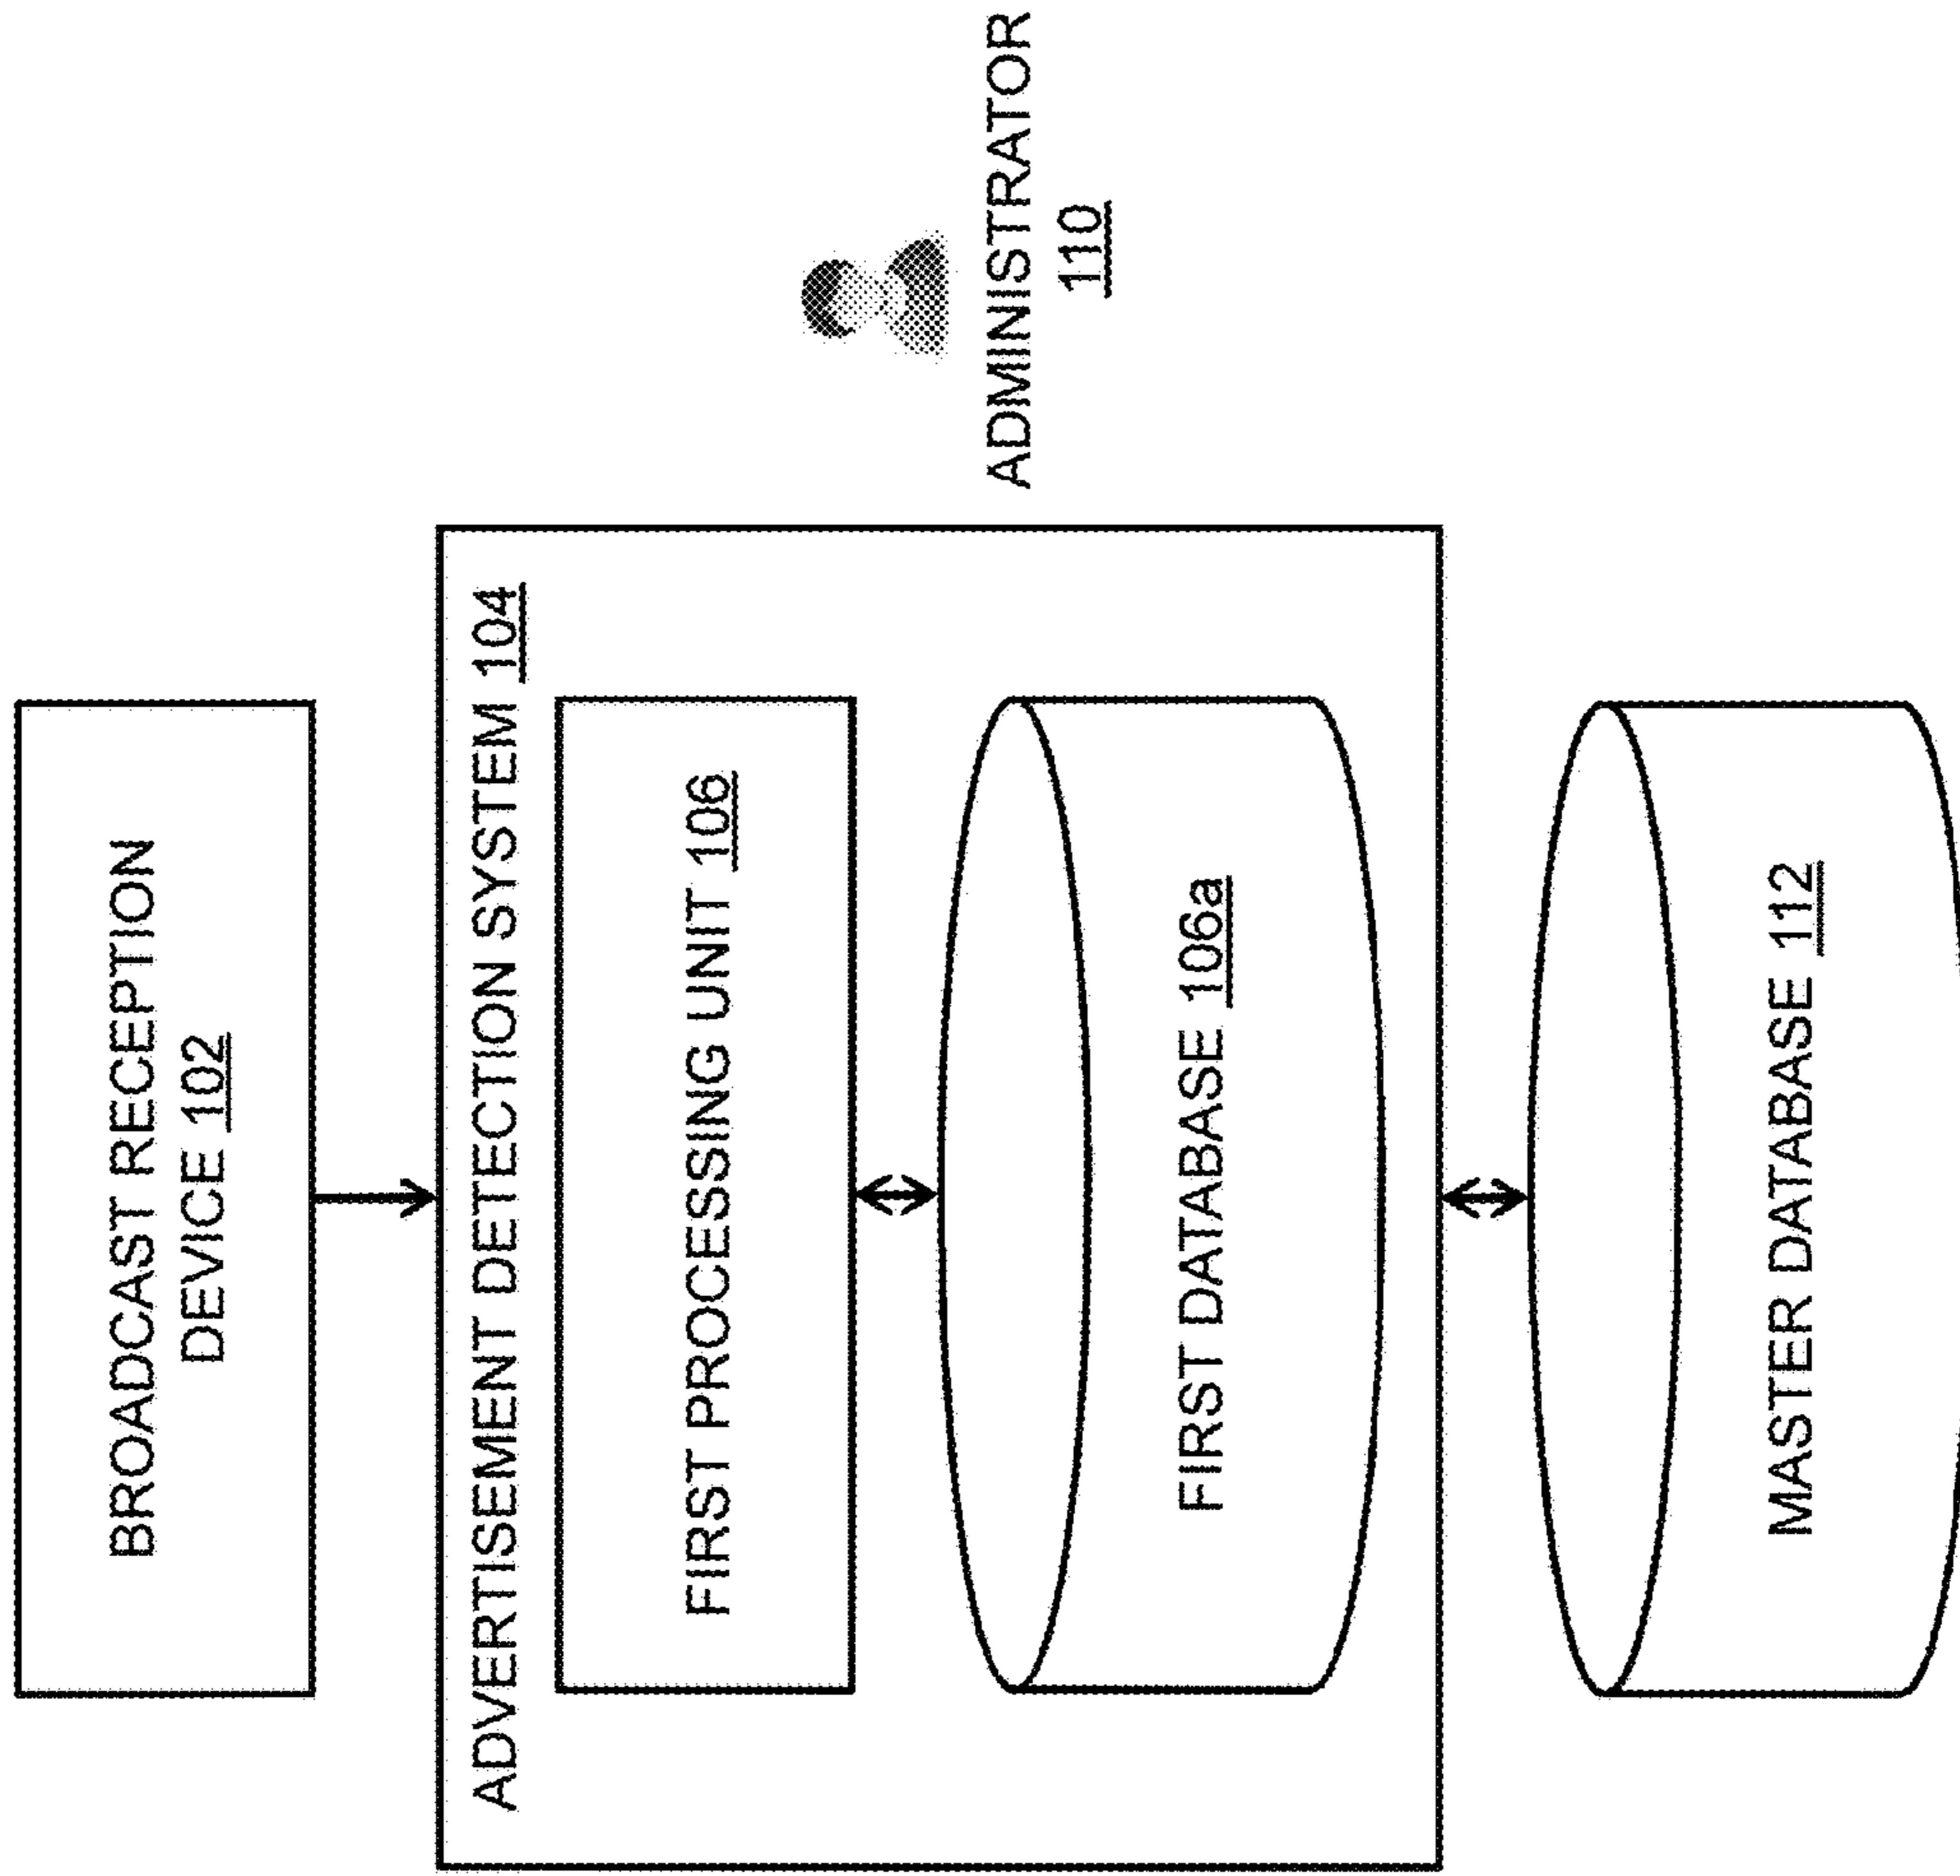 BROADCAST RECEPTION
DEVICE 102
ADVERTISEMENT DETECTION SYSTEM 104
FIRST PROCESSING UNIT 106
FIRST DATABASE 106a
MASTER DATABASE 112
ADMINISTRATOR
110